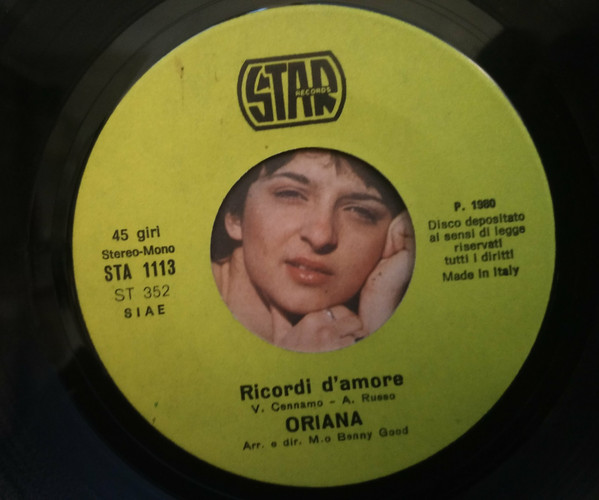 STAR
RECORDS
45 giri
Stereo-Mono
STA 1113
ST 352
SIAE
P. 1980
Disco depositato
ai sensi di legge
riservati
tutti i diritti
Made in Italy
Ricordi d'amore
V. Cennamo - A. Russo
ORIANA
Arr. e dir. M.o Benny Good